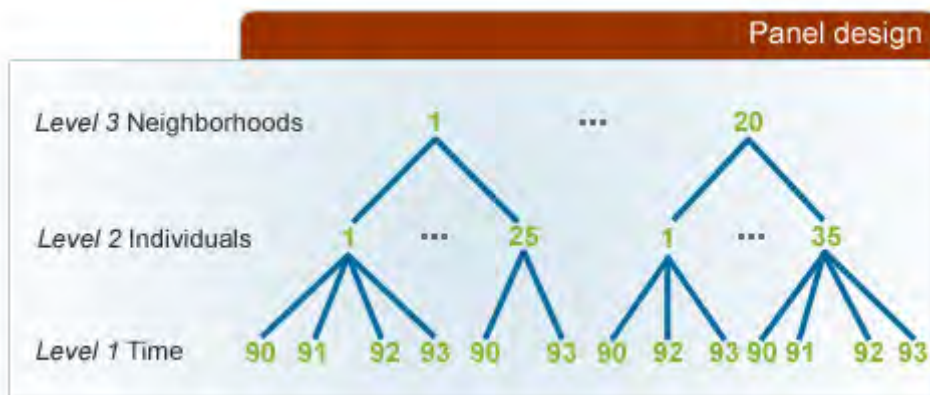 Panel design
Level 3 Neighborhoods 1 ... 20
Level 2 Individuals 1 ... 25 1 ... 35
Level 1 Time 90 91 92 93 90 93 90 92 93 90 91 92 93